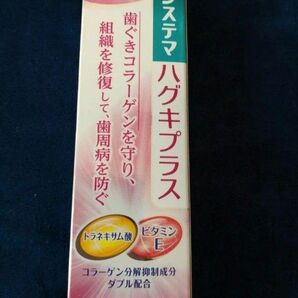 システマ
ハグキプラス
歯ぐきコラーゲンを守り、
組織を修復して、歯周病を防ぐ
トラネキサム酸
ビタミン
E
コラーゲン分解抑制成分
ダブル配合